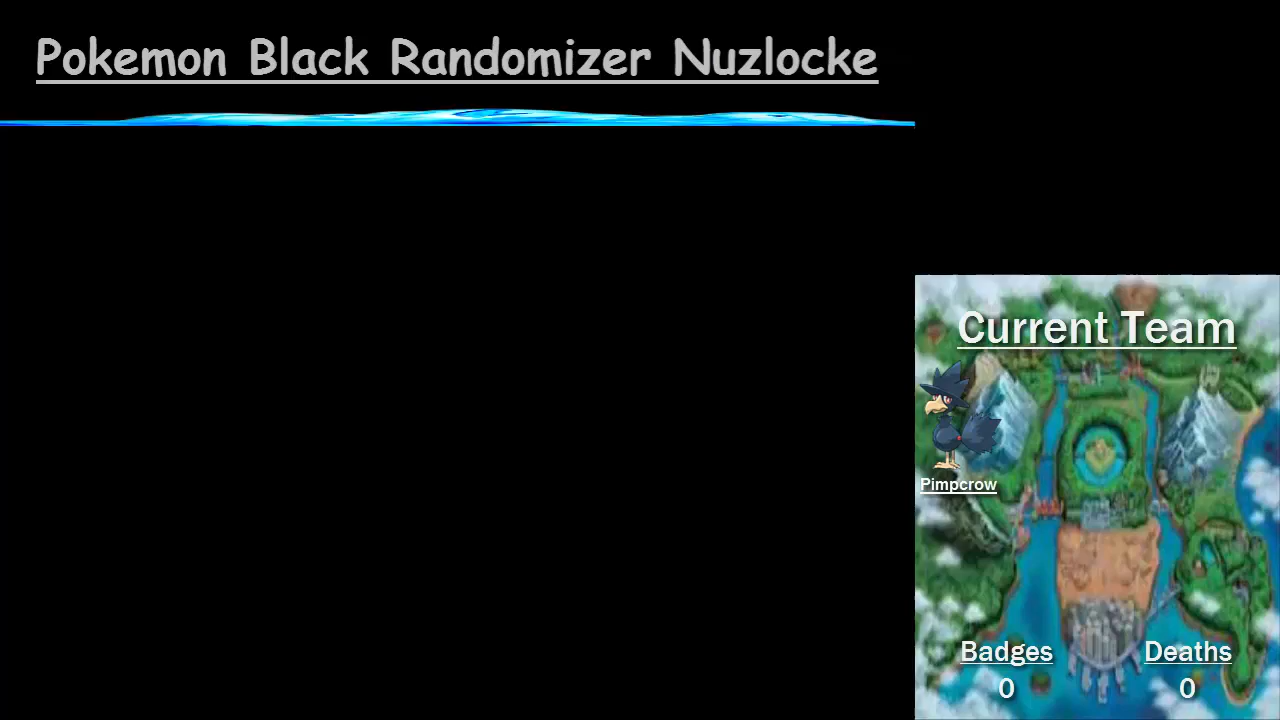 Pokemon Black Randomizer Nuzlocke
Current Team
Pimpcrow
Badges
0
Deaths
0